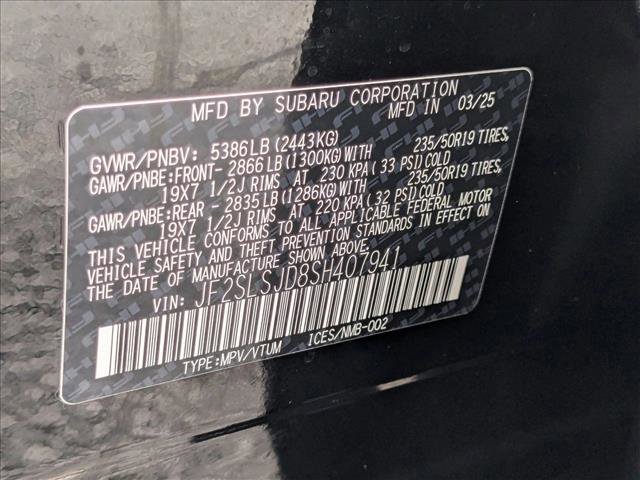 MFD BY SUBARU CORPORATION
MFD IN 03/25
GVWR/PNBV: 5386LB(2443KG)
GAWR/PNBE:FRONT- 2866LB(1300KG)WITH 235/50R19 TIRES,
19X7 1/2J RIMS AT 230 KPA(33 PSI)COLD
GAWR/PNBE:REAR - 2835LB(1286KG)WITH 235/50R19 TIRES,
19X7 1/2J RIMS AT 220 KPA(32 PSI)COLD
THIS VEHICLE CONFORMS TO ALL APPLICABLE FEDERAL MOTOR
VEHICLE SAFETY AND THEFT PREVENTION STANDARDS IN EFFECT ON
THE DATE OF MANUFACTURE SHOWN ABOVE.
VIN: JF2SLSJD8SH407941
TYPE:MPV/VTUM ICES/NMB-002